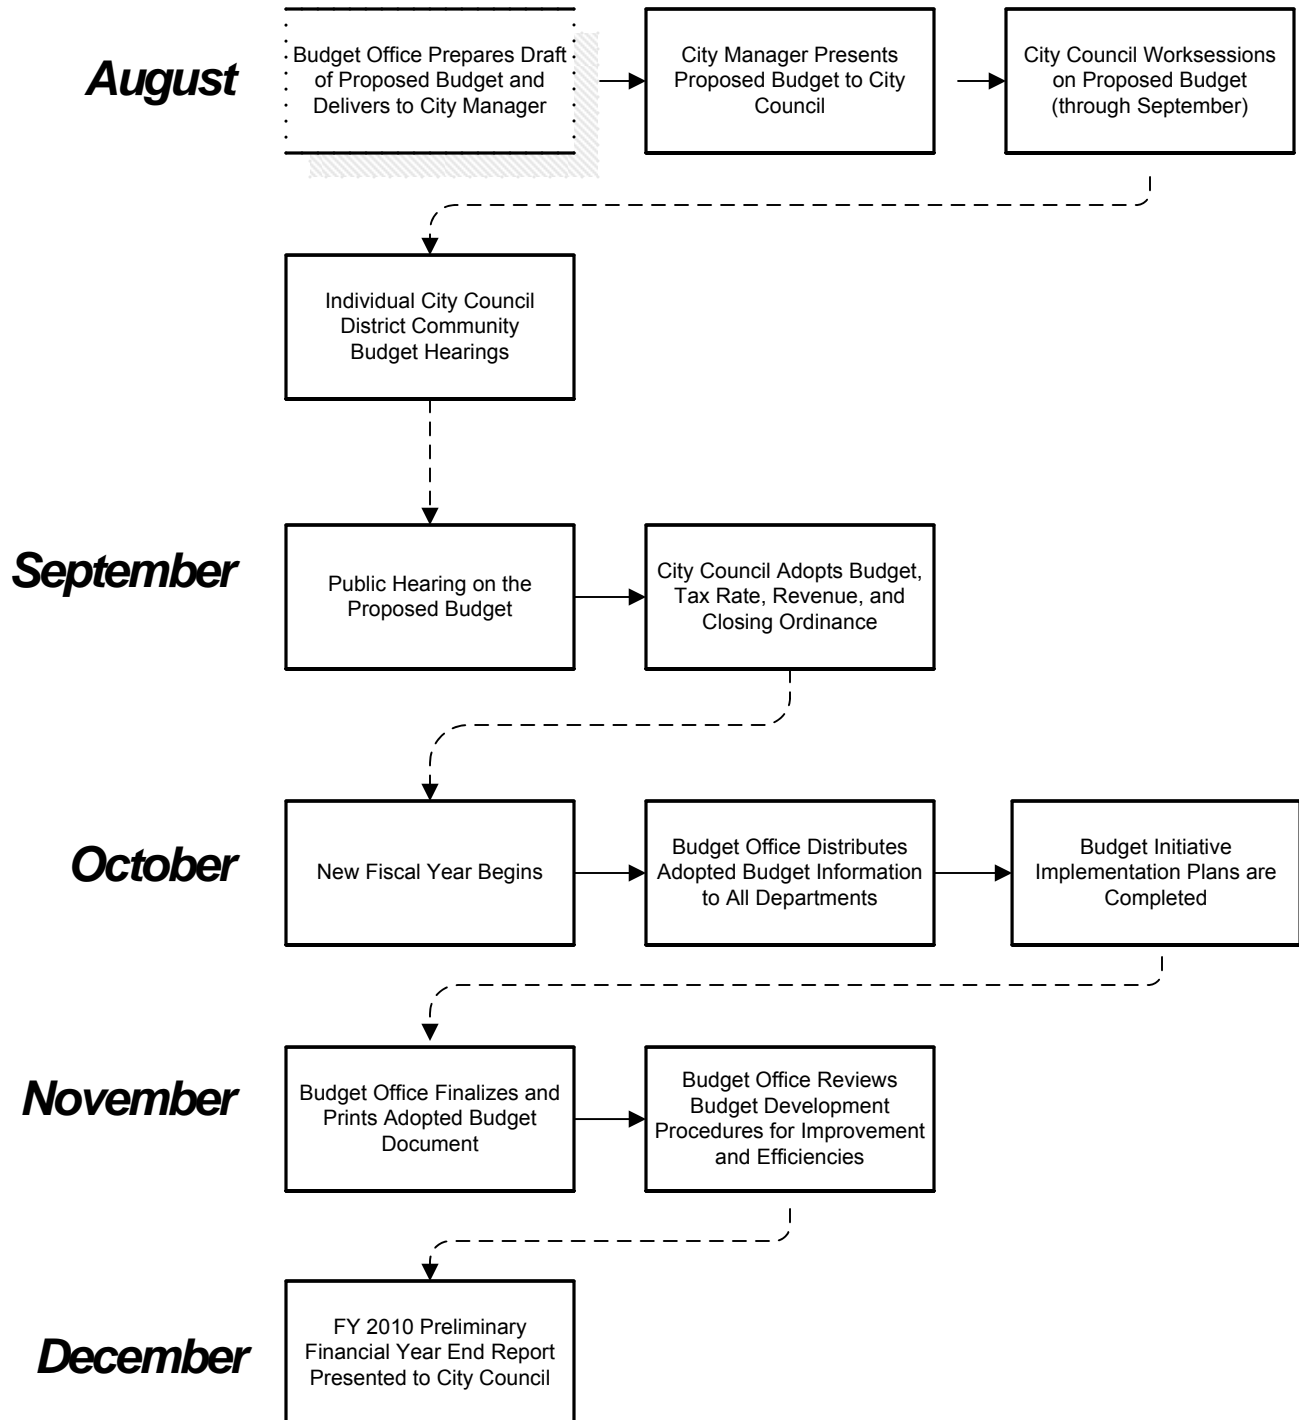 August
Budget Office Prepares Draft
of Proposed Budget and
Delivers to City Manager
City Manager Presents
Proposed Budget to City
Council
City Council Worksessions
on Proposed Budget
(through September)
Individual City Council
District Community
Budget Hearings
September
Public Hearing on the
Proposed Budget
City Council Adopts Budget,
Tax Rate, Revenue, and
Closing Ordinance
October
New Fiscal Year Begins
Budget Office Distributes
Adopted Budget Information
to All Departments
Budget Initiative
Implementation Plans are
Completed
November
Budget Office Finalizes and
Prints Adopted Budget
Document
Budget Office Reviews
Budget Development
Procedures for Improvement
and Efficiencies
December
FY 2010 Preliminary
Financial Year End Report
Presented to City Council